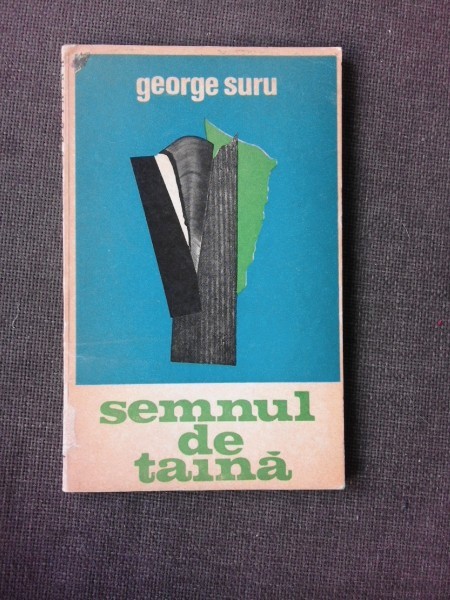 george suru
semnul
de
taină